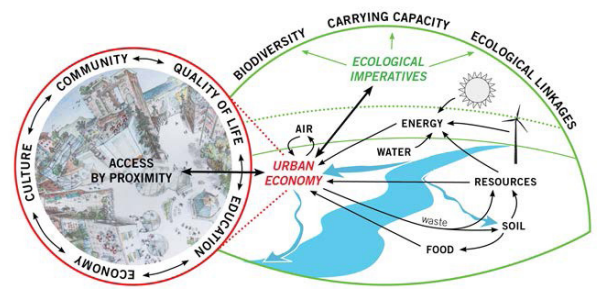 COMMUNITY
QUALITY OF LIFE
EDUCATION
ECONOMY
CULTURE
ACCESS
BY PROXIMITY
BIODIVERSITY
CARRYING CAPACITY
ECOLOGICAL LINKAGES
ECOLOGICAL
IMPERATIVES
AIR
ENERGY
WATER
URBAN
ECONOMY
RESOURCES
waste
SOIL
FOOD